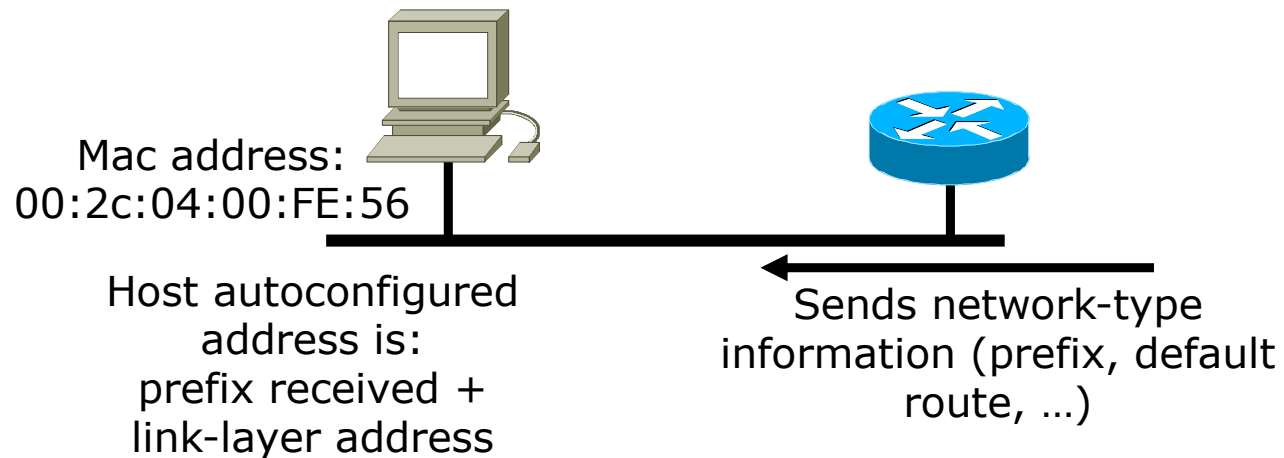 Mac address:
00:2c:04:00:FE:56
Host autoconfigured
address is:
prefix received +
link-layer address
Sends network-type
information (prefix, default
route, …)